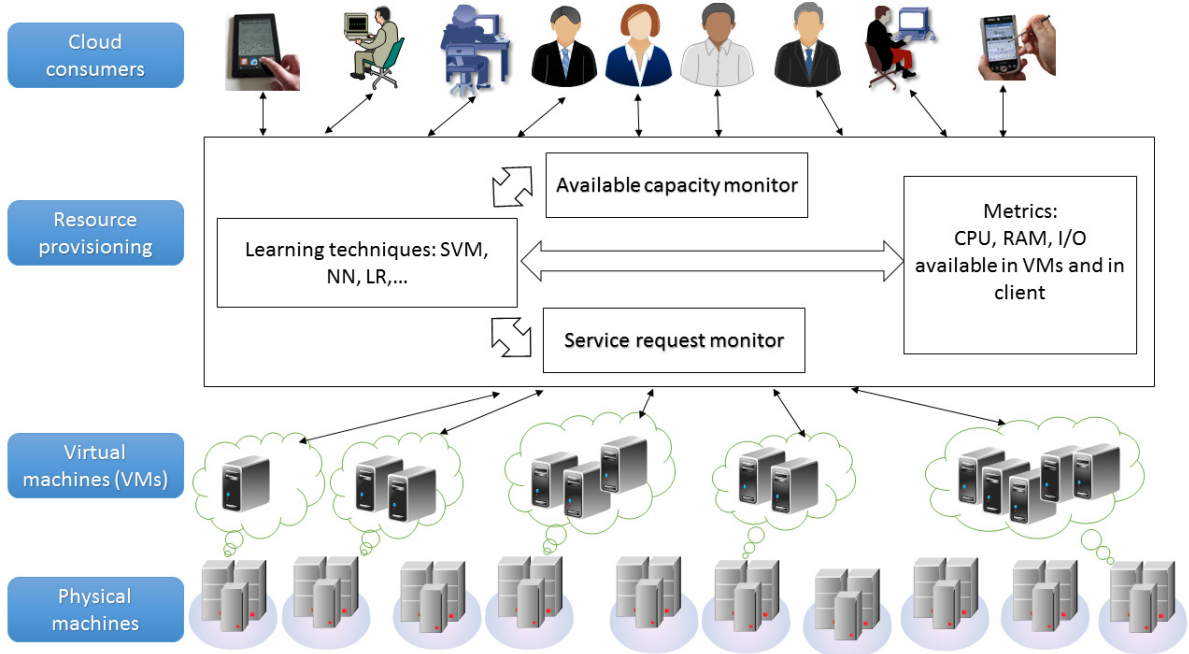 Cloud
consumers
Resource
provisioning
Available capacity monitor
Learning techniques: SVM,
NN, LR,...
Metrics:
CPU, RAM, I/O
available in VMs and in
client
Service request monitor
Virtual
machines (VMs)
Physical
machines